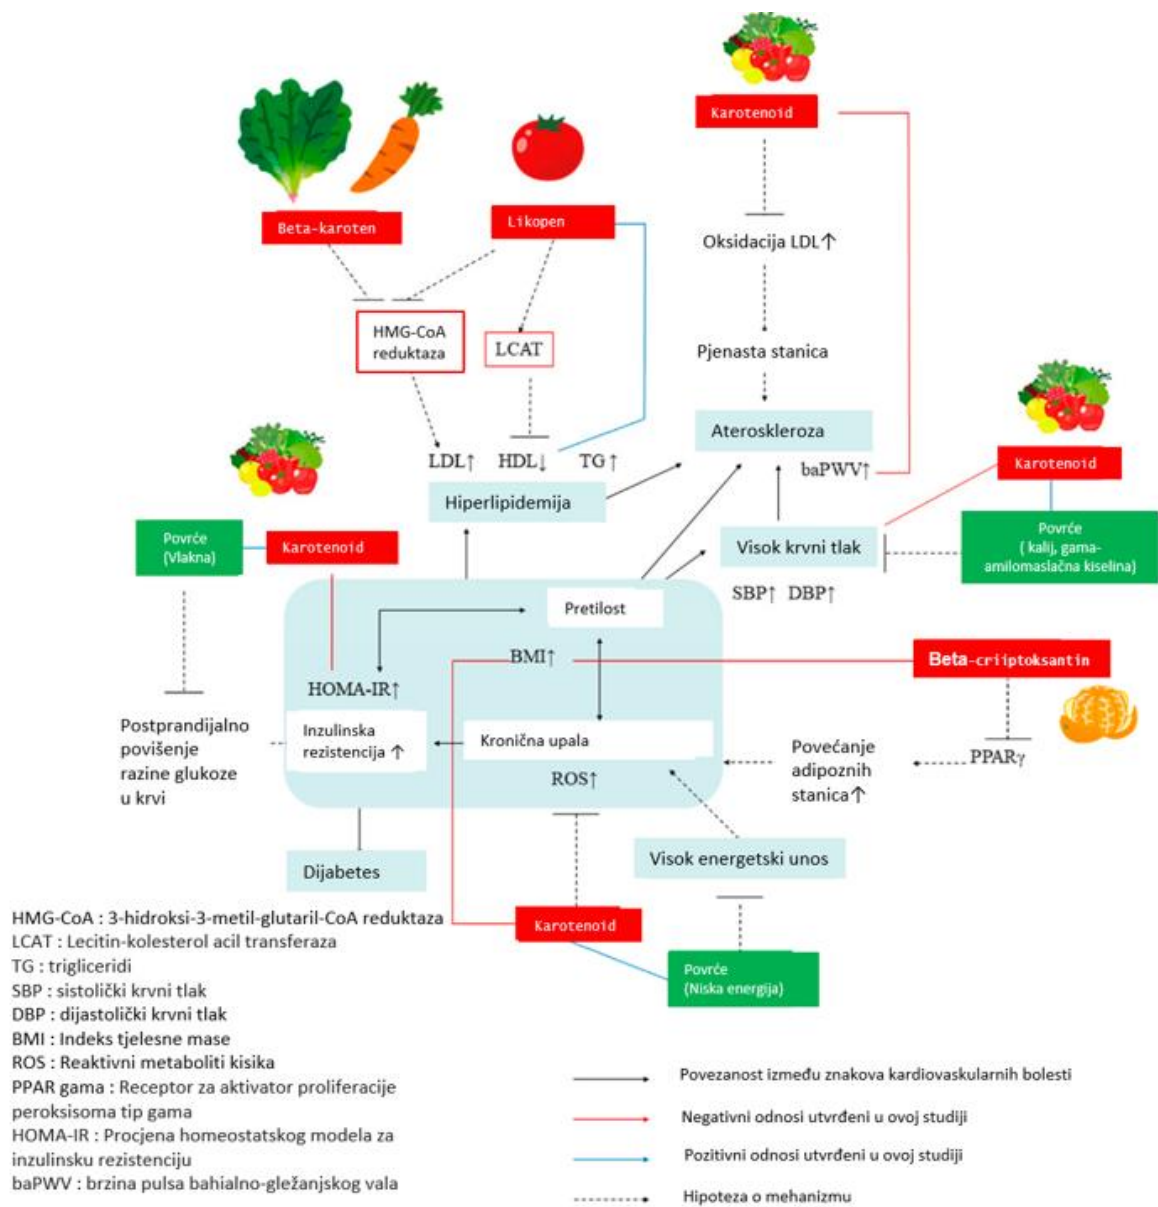 Karotenoid
Oksidacija LDL↑
Pjenasta stanica
Ateroskleroza
baPWV↑
Beta-karoten
Likopen
HMG-CoA
reduktaza
LCAT
LDL↑ HDL↓ TG↑
Hiperlipidemija
Karotenoid
Povrće
( kalij, gama-
amilomaslačna kiselina)
Visok krvni tlak
SBP↑ DBP↑
Povrće
(Vlakna)
Karotenoid
Pretilost
BMI↑
HOMA-IR↑
Inzulinska
rezistencija ↑
Kronična upala
ROS↑
Postprandijalno
povišenje
razine glukoze
u krvi
Beta-criiptoksantin
PPARγ
Povećanje
adipoznih
stanica↑
Dijabetes
Visok energetski unos
Karotenoid
Povrće
(Niska energija)
HMG-CoA : 3-hidroksi-3-metil-glutaril-CoA reduktaza
LCAT : Lecitin-kolesterol acil transferaza
TG : trigliceridi
SBP : sistolički krvni tlak
DBP : dijastolički krvni tlak
BMI : Indeks tjelesne mase
ROS : Reaktivni metaboliti kisika
PPAR gama : Receptor za aktivator proliferacije
peroksisoma tip gama
HOMA-IR : Procjena homeostatskog modela za
inzulinsku rezistenciju
baPWV : brzina pulsa bahialno-gležanjskog vala
Povezanost između znakova kardiovaskularnih bolesti
Negativni odnosi utvrđeni u ovoj studiji
Pozitivni odnosi utvrđeni u ovoj studiji
Hipoteza o mehanizmu